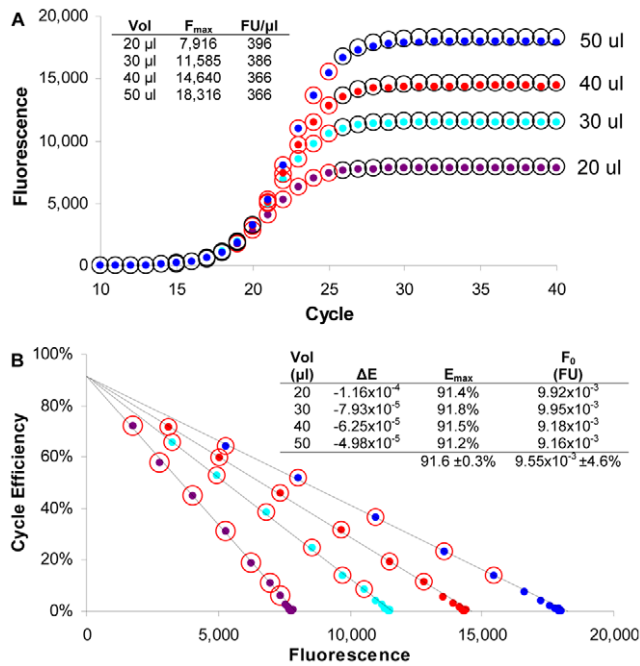 A
Vol Fmax FU/µl
20 µl 7,916 396
30 µl 11,585 386
40 µl 14,640 366
50 µl 18,316 366
20,000
15,000
10,000
5,000
0
Fluorescence
50 ul
40 ul
30 ul
20 ul
10 15 20 25 30 35 40
Cycle
B
Vol (µl) ΔE Emax F0 (FU)
20 -1.16x10-4 91.4% 9.92x10-3
30 -7.93x10-5 91.8% 9.95x10-3
40 -6.25x10-5 91.5% 9.18x10-3
50 -4.98x10-5 91.2% 9.16x10-3
91.6 ±0.3% 9.55x10-3 ±4.6%
100%
80%
60%
40%
20%
0%
Cycle Efficiency
0 5,000 10,000 15,000 20,000
Fluorescence